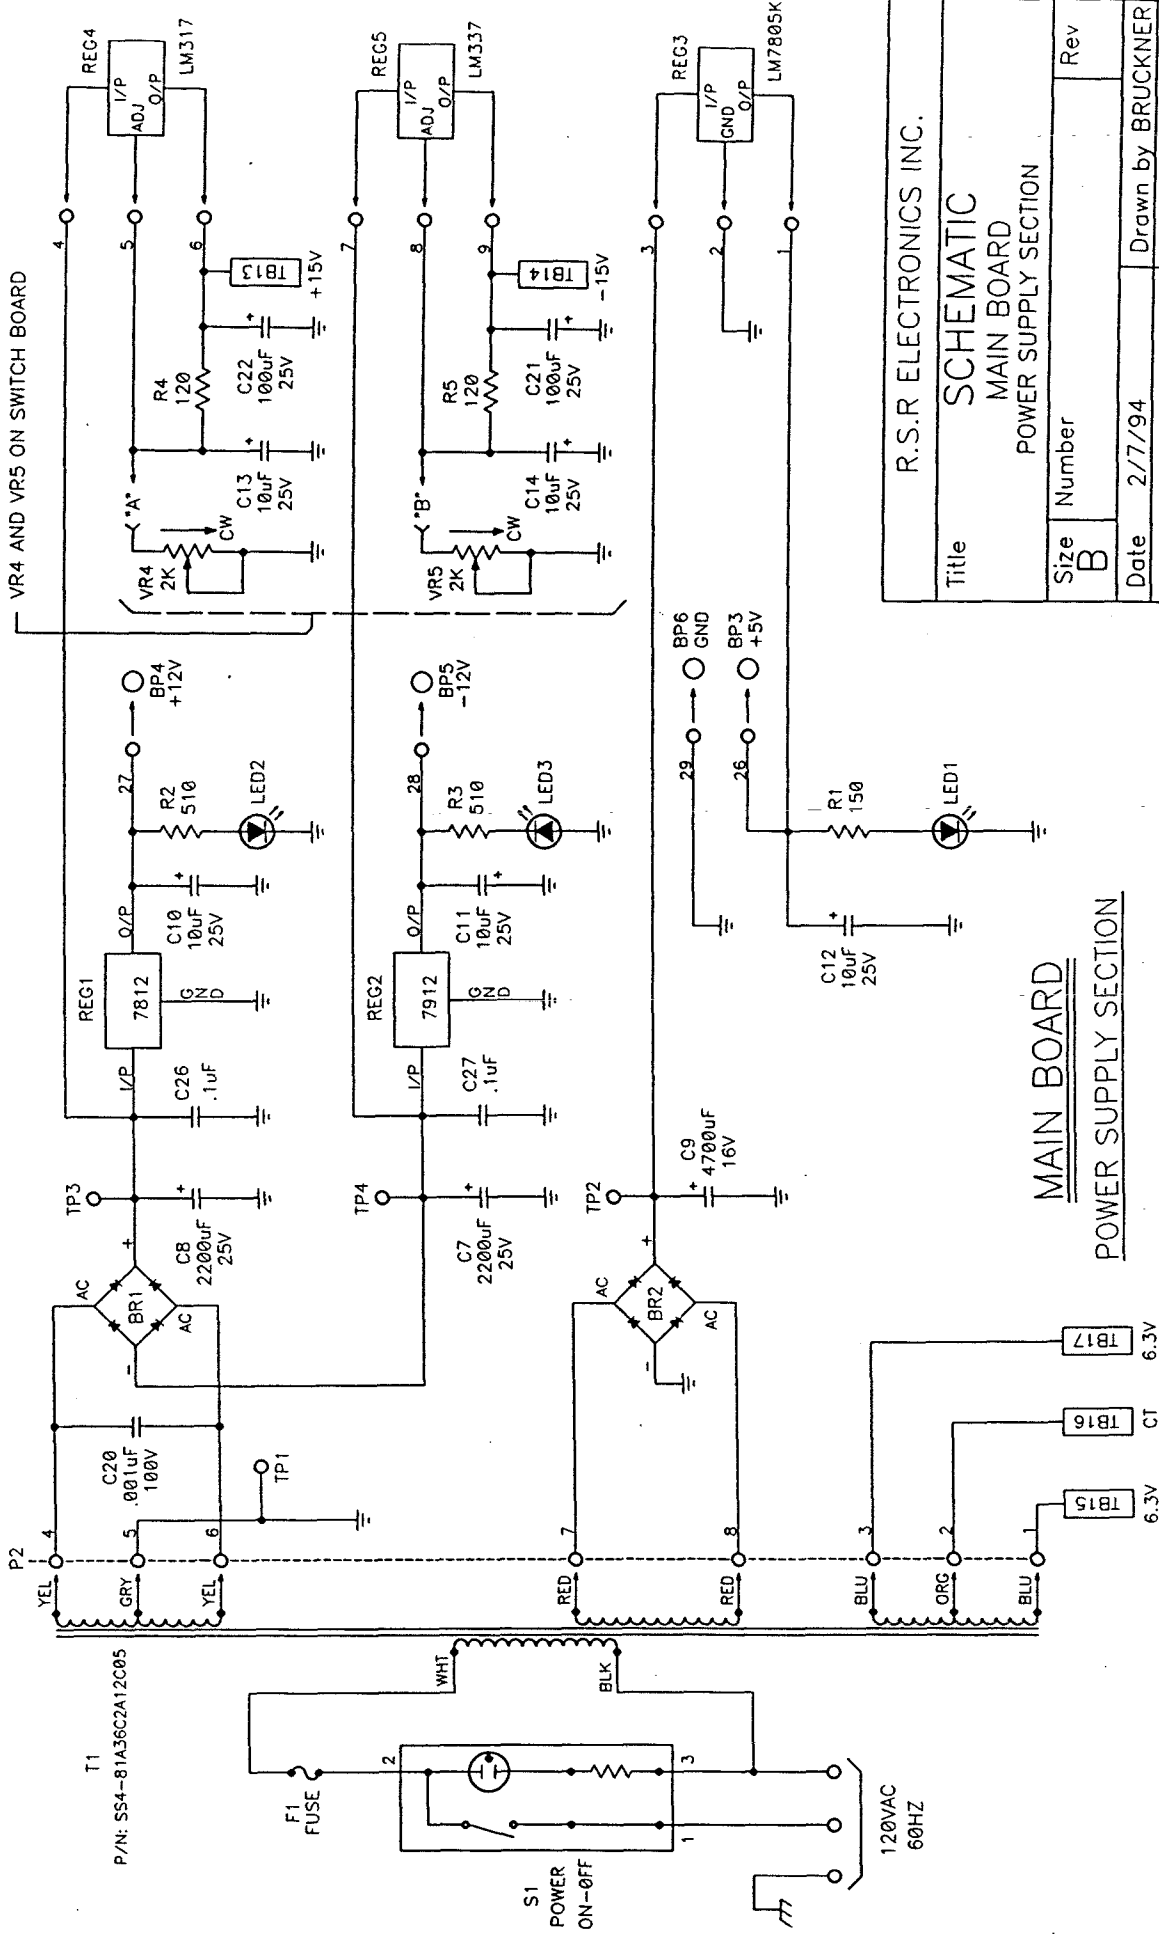 VR4 AND VR5 ON SWITCH BOARD
T1
P/N: SS4-81A36C2A12C05
P2
YEL
4
GRY
5
YEL
6
RED
7
RED
8
BLU
3
ORG
2
BLU
1
WHT
BLK
F1
FUSE
S1
POWER
ON-OFF
2
3
1
120VAC
60HZ
C20
.001uF
100V
TP1
AC
BR1
AC
+
-
TP3
C8
2200uF
25V
+
C26
.1uF
REG1
7812
I/P
O/P
GND
C10
10uF
25V
+
R2
510
LED2
27
BP4
+12V
TP4
C7
2200uF
25V
+
C27
.1uF
REG2
7912
I/P
O/P
GND
C11
10uF
25V
+
R3
510
LED3
28
BP5
-12V
AC
BR2
AC
+
-
TP2
C9
4700uF
16V
+
TB17
6.3V
TB16
CT
TB15
6.3V
VR4
2K
CW
"A"
C13
10uF
25V
+
R4
120
C22
100uF
25V
+
TB13
+15V
4
5
6
REG4
I/P
ADJ
O/P
LM317
VR5
2K
CW
"B"
C14
10uF
25V
+
R5
120
C21
100uF
25V
+
TB14
-15V
7
8
9
REG5
I/P
ADJ
O/P
LM337
3
2
1
REG3
I/P
GND
O/P
LM7805K
29
BP6
GND
26
BP3
+5V
C12
10uF
25V
+
R1
150
LED1
MAIN BOARD
POWER SUPPLY SECTION
R.S.R ELECTRONICS INC.
Title
SCHEMATIC
MAIN BOARD
POWER SUPPLY SECTION
Size
B
Number
Rev
Date 2/7/94
Drawn by BRUCKNER